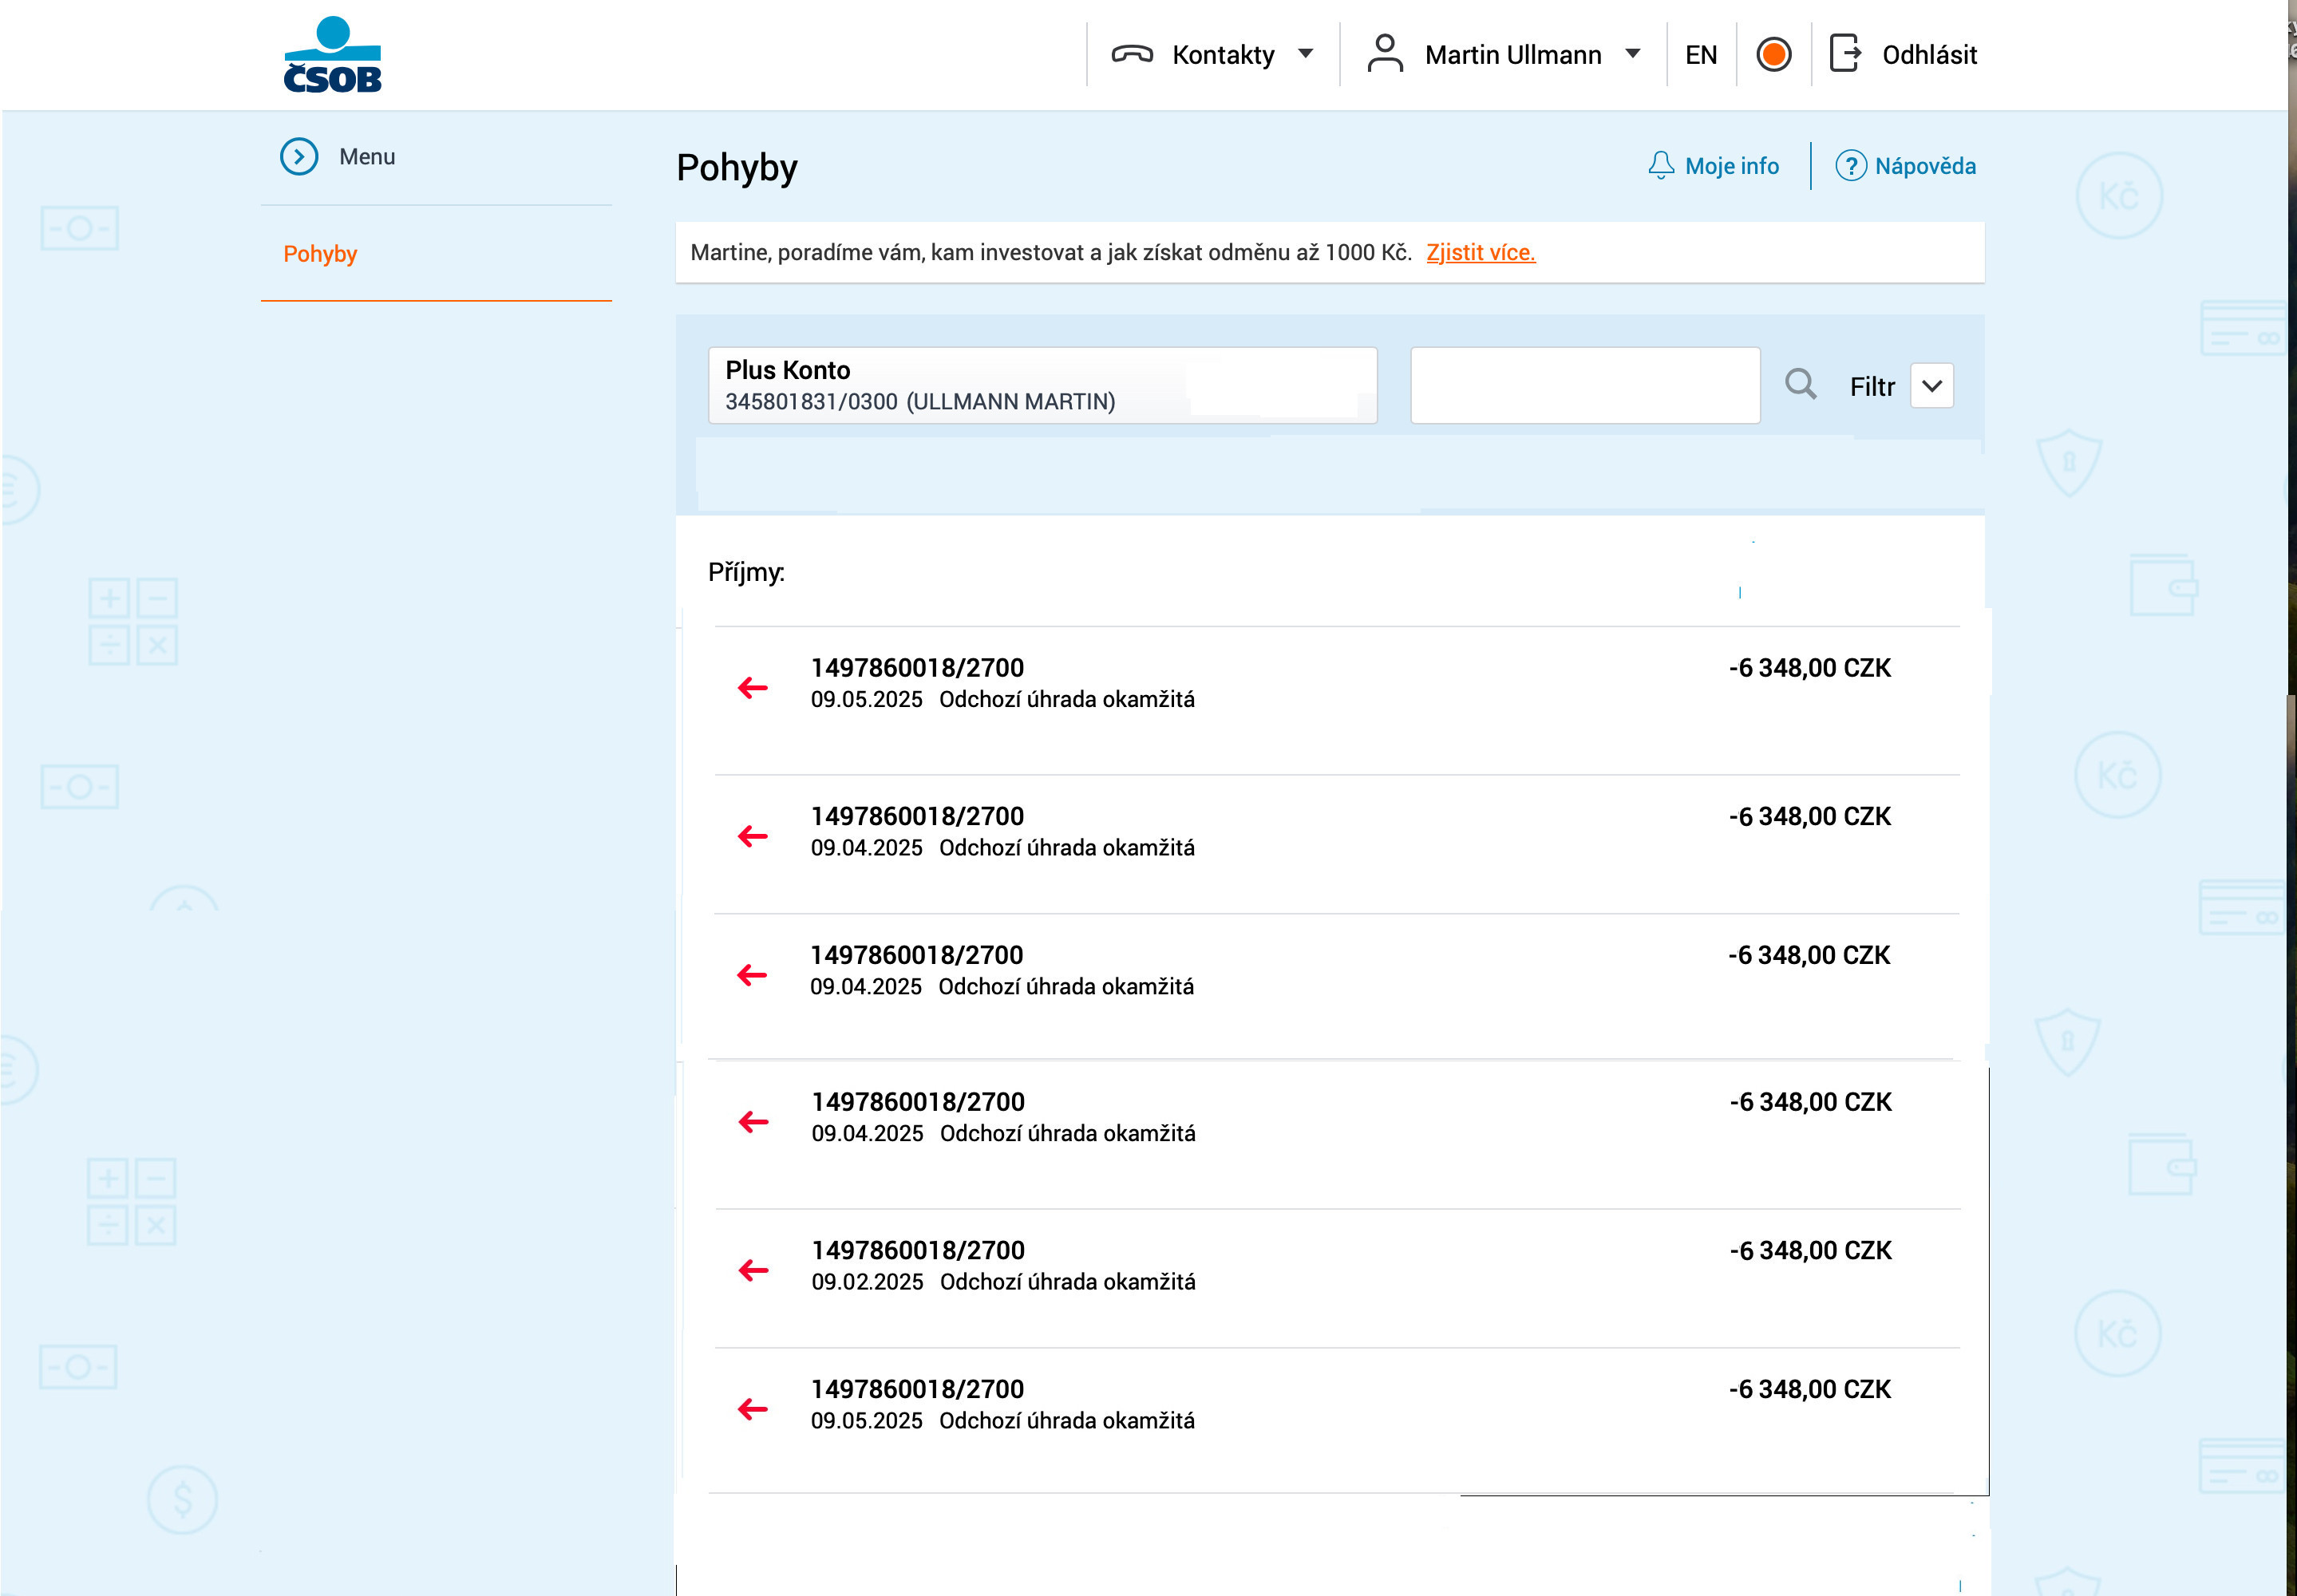 ČSOB
Kontakty
Martin Ullmann
EN
Odhlásit
Menu
Pohyby
Pohyby
Moje info
Nápověda
Martine, poradíme vám, kam investovat a jak získat odměnu až 1000 Kč. Zjistit více.
Plus Konto
345801831/0300 (ULLMANN MARTIN)
Filtr
Příjmy:
1497860018/2700 -6 348,00 CZK
09.05.2025 Odchozí úhrada okamžitá
1497860018/2700 -6 348,00 CZK
09.04.2025 Odchozí úhrada okamžitá
1497860018/2700 -6 348,00 CZK
09.04.2025 Odchozí úhrada okamžitá
1497860018/2700 -6 348,00 CZK
09.04.2025 Odchozí úhrada okamžitá
1497860018/2700 -6 348,00 CZK
09.02.2025 Odchozí úhrada okamžitá
1497860018/2700 -6 348,00 CZK
09.05.2025 Odchozí úhrada okamžitá
Kč
Kč
Kč